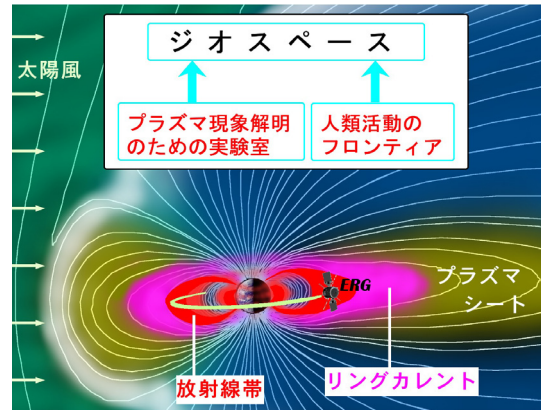 ジオスペース
太陽風
プラズマ現象解明
のための実験室
人類活動の
フロンティア
ERG
プラズマ
シート
放射線帯
リングカレント